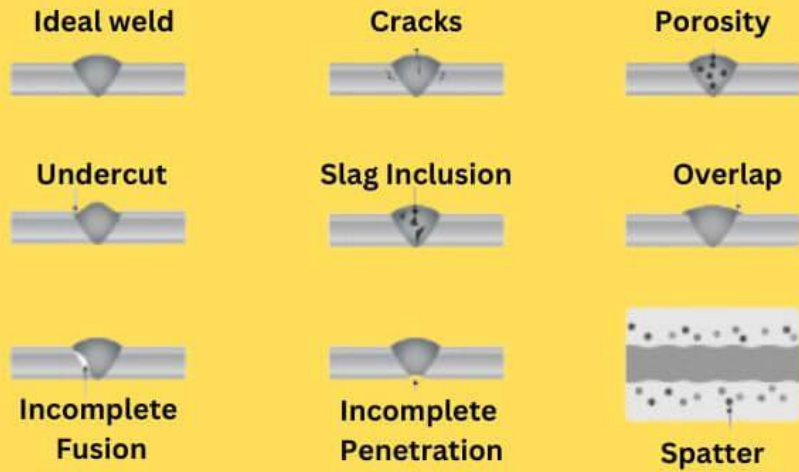 Ideal weld
Cracks
Porosity
Undercut
Slag Inclusion
Overlap
Incomplete
Fusion
Incomplete
Penetration
Spatter